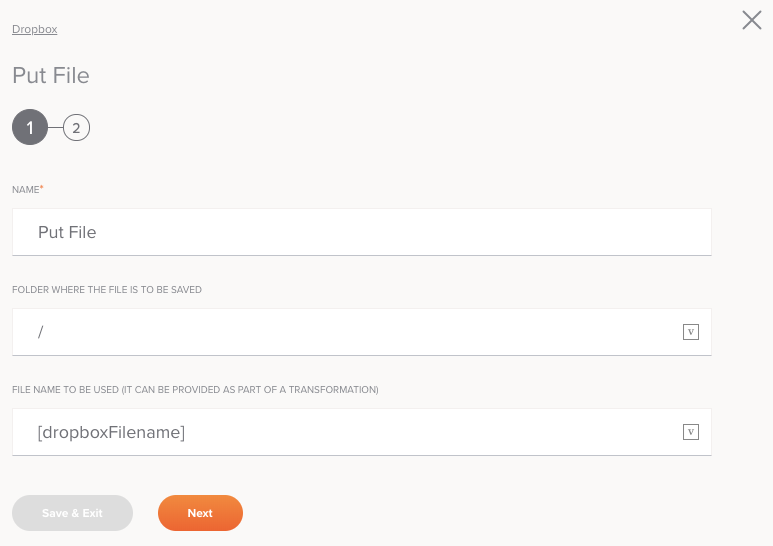 Dropbox
Put File
1 2
NAME*
Put File
FOLDER WHERE THE FILE IS TO BE SAVED
/ v
FILE NAME TO BE USED (IT CAN BE PROVIDED AS PART OF A TRANSFORMATION)
[dropboxFilename] v
Save & Exit Next